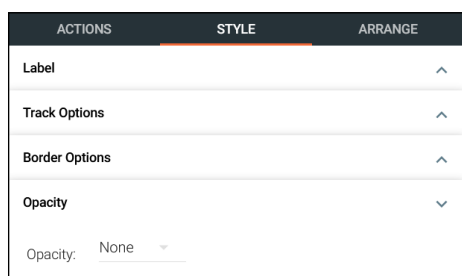 ACTIONS STYLE ARRANGE
Label
Track Options
Border Options
Opacity
Opacity: None